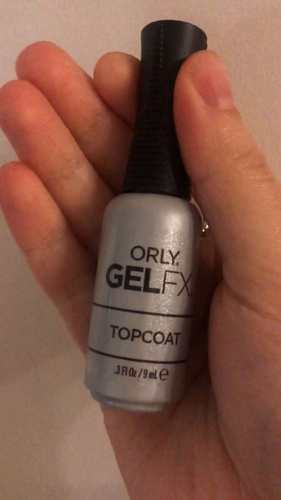 ORLY.
GELFX
TOPCOAT
.3 Fl Oz / 9 mL ℮